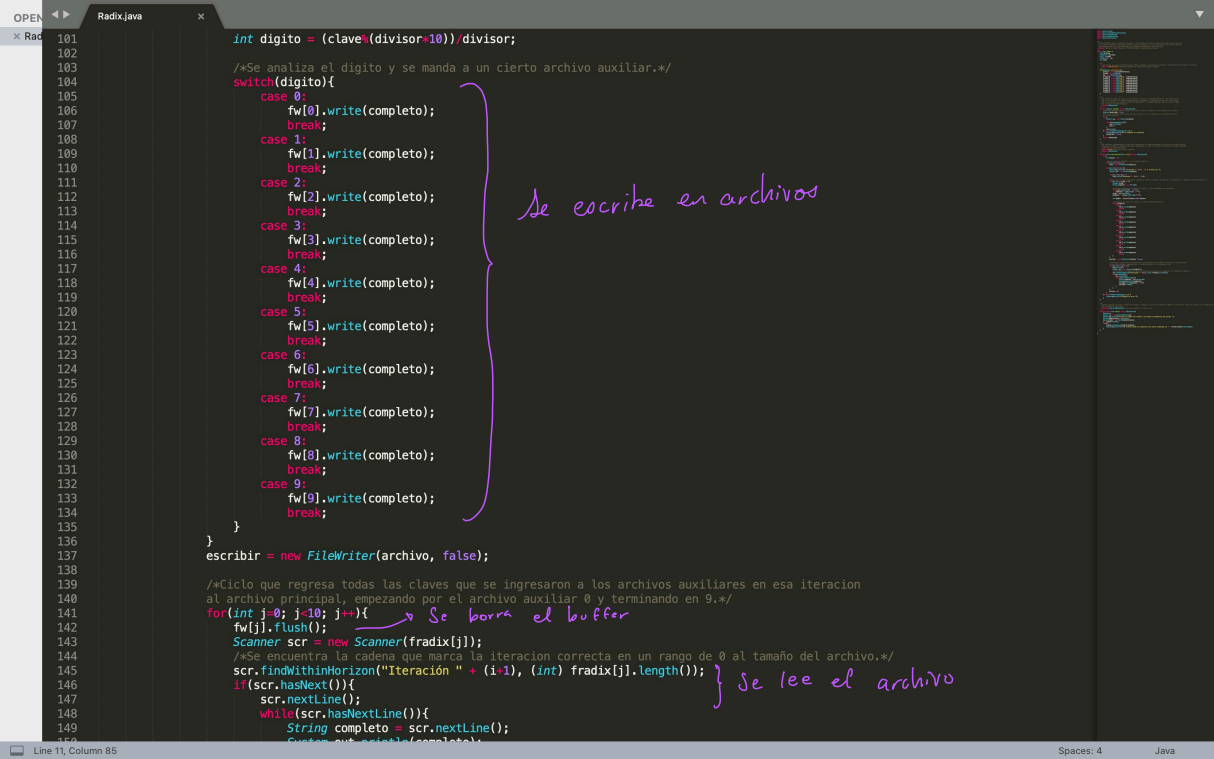 OPEN
Radix.java ×
× Rad
101 int digito = (clave%(divisor*10))/divisor;
102
103 /*Se analiza el digito entrando a un cierto archivo auxiliar.*/
104 switch(digito){
105 case 0:
106 fw[0].write(completo);
107 break;
108 case 1:
109 fw[1].write(completo);
110 break;
111 case 2:
112 fw[2].write(completo);
113 break;
114 case 3:
115 fw[3].write(completo);
116 break;
117 case 4:
118 fw[4].write(completo);
119 break;
120 case 5:
121 fw[5].write(completo);
122 break;
123 case 6:
124 fw[6].write(completo);
125 break;
126 case 7:
127 fw[7].write(completo);
128 break;
129 case 8:
130 fw[8].write(completo);
131 break;
132 case 9:
133 fw[9].write(completo);
134 break;
135 }
136 }
137 escribir = new FileWriter(archivo, false);
138
139 /*Ciclo que regresa todas las claves que se ingresaron a los archivos auxiliares en esa iteracion
140 al archivo principal, empezando por el archivo auxiliar 0 y terminando en 9.*/
141 for(int j=0; j<10; j++){
142 fw[j].flush();
143 Scanner scr = new Scanner(fradix[j]);
144 /*Se encuentra la cadena que marca la iteracion correcta en un rango de 0 al tamaño del archivo.*/
145 scr.findWithinHorizon("Iteración " + (i+1), (int) fradix[j].length());
146 if(scr.hasNext()){
147 scr.nextLine();
148 while(scr.hasNextLine()){
149 String completo = scr.nextLine();
150 System.out.println(completo);
Se escribe en archivos
Se borra el buffer
Se lee el archivo
Line 11, Column 85
Spaces: 4
Java